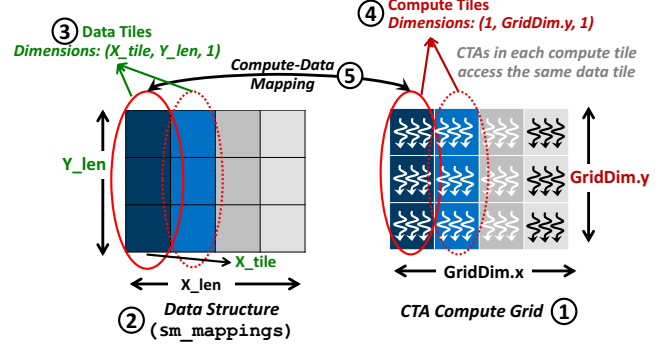 ③ Data Tiles
Dimensions: (X_tile, Y_len, 1)
④ Compute Tiles
Dimensions: (1, GridDim.y, 1)
CTAs in each compute tile
access the same data tile
Compute-Data
Mapping
⑤
Y_len
X_tile
X_len
② Data Structure
(sm_mappings)
GridDim.y
GridDim.x
CTA Compute Grid ①